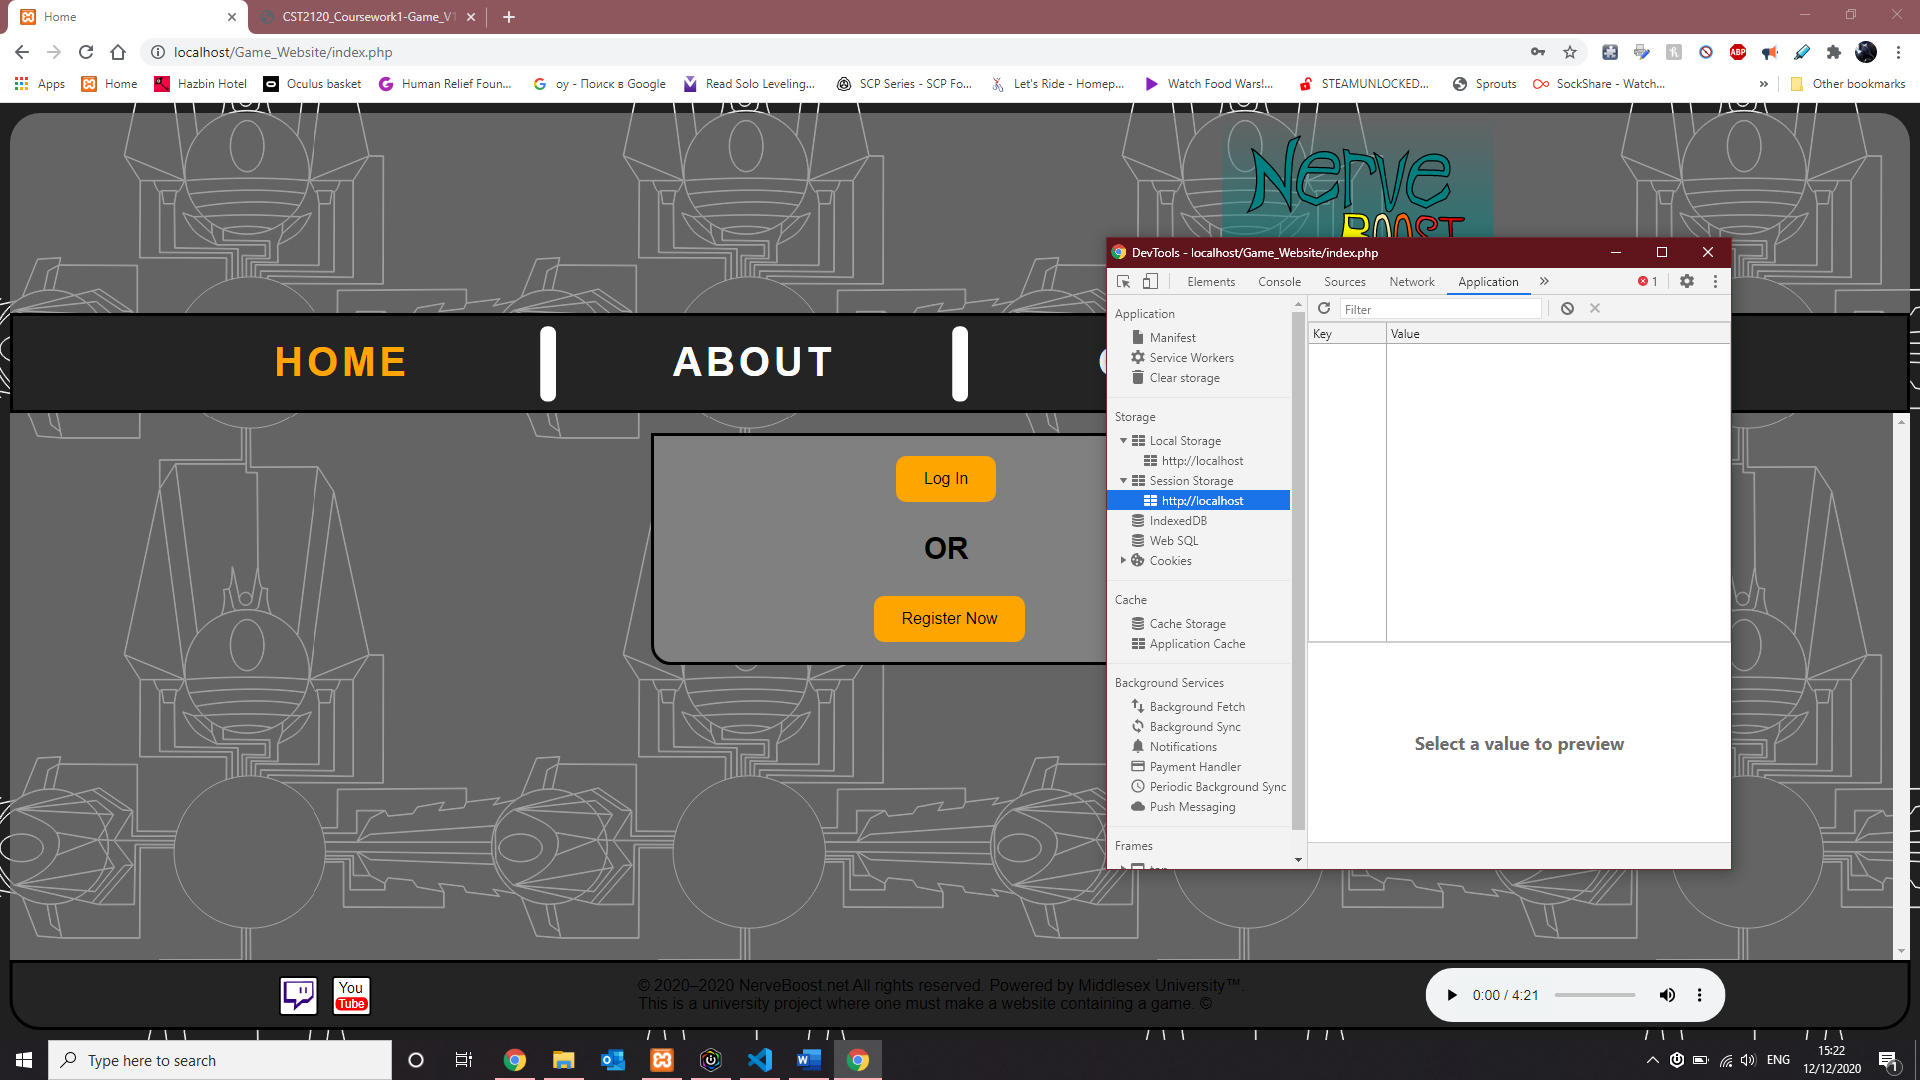 Home
CST2120_Coursework1-Game_V1
localhost/Game_Website/index.php
Apps
Home
Hazbin Hotel
Oculus basket
Human Relief Foun...
оу - Поиск в Google
Read Solo Leveling...
SCP Series - SCP Fo...
Let's Ride - Homep...
Watch Food Wars!...
STEAMUNLOCKED...
Sprouts
SockShare - Watch...
»
Other bookmarks
ABP
Nerve
BOOST
HOME
ABOUT
Log In
OR
Register Now
DevTools - localhost/Game_Website/index.php
Elements
Console
Sources
Network
Application
»
1
Application
Manifest
Service Workers
Clear storage
Storage
Local Storage
http://localhost
Session Storage
http://localhost
IndexedDB
Web SQL
Cookies
Cache
Cache Storage
Application Cache
Background Services
Background Fetch
Background Sync
Notifications
Payment Handler
Periodic Background Sync
Push Messaging
Frames
Filter
Key
Value
Select a value to preview
You
Tube
© 2020–2020 NerveBoost.net All rights reserved. Powered by Middlesex University™.
This is a university project where one must make a website containing a game. ©
0:00 / 4:21
Type here to search
ENG
15:22
12/12/2020
1